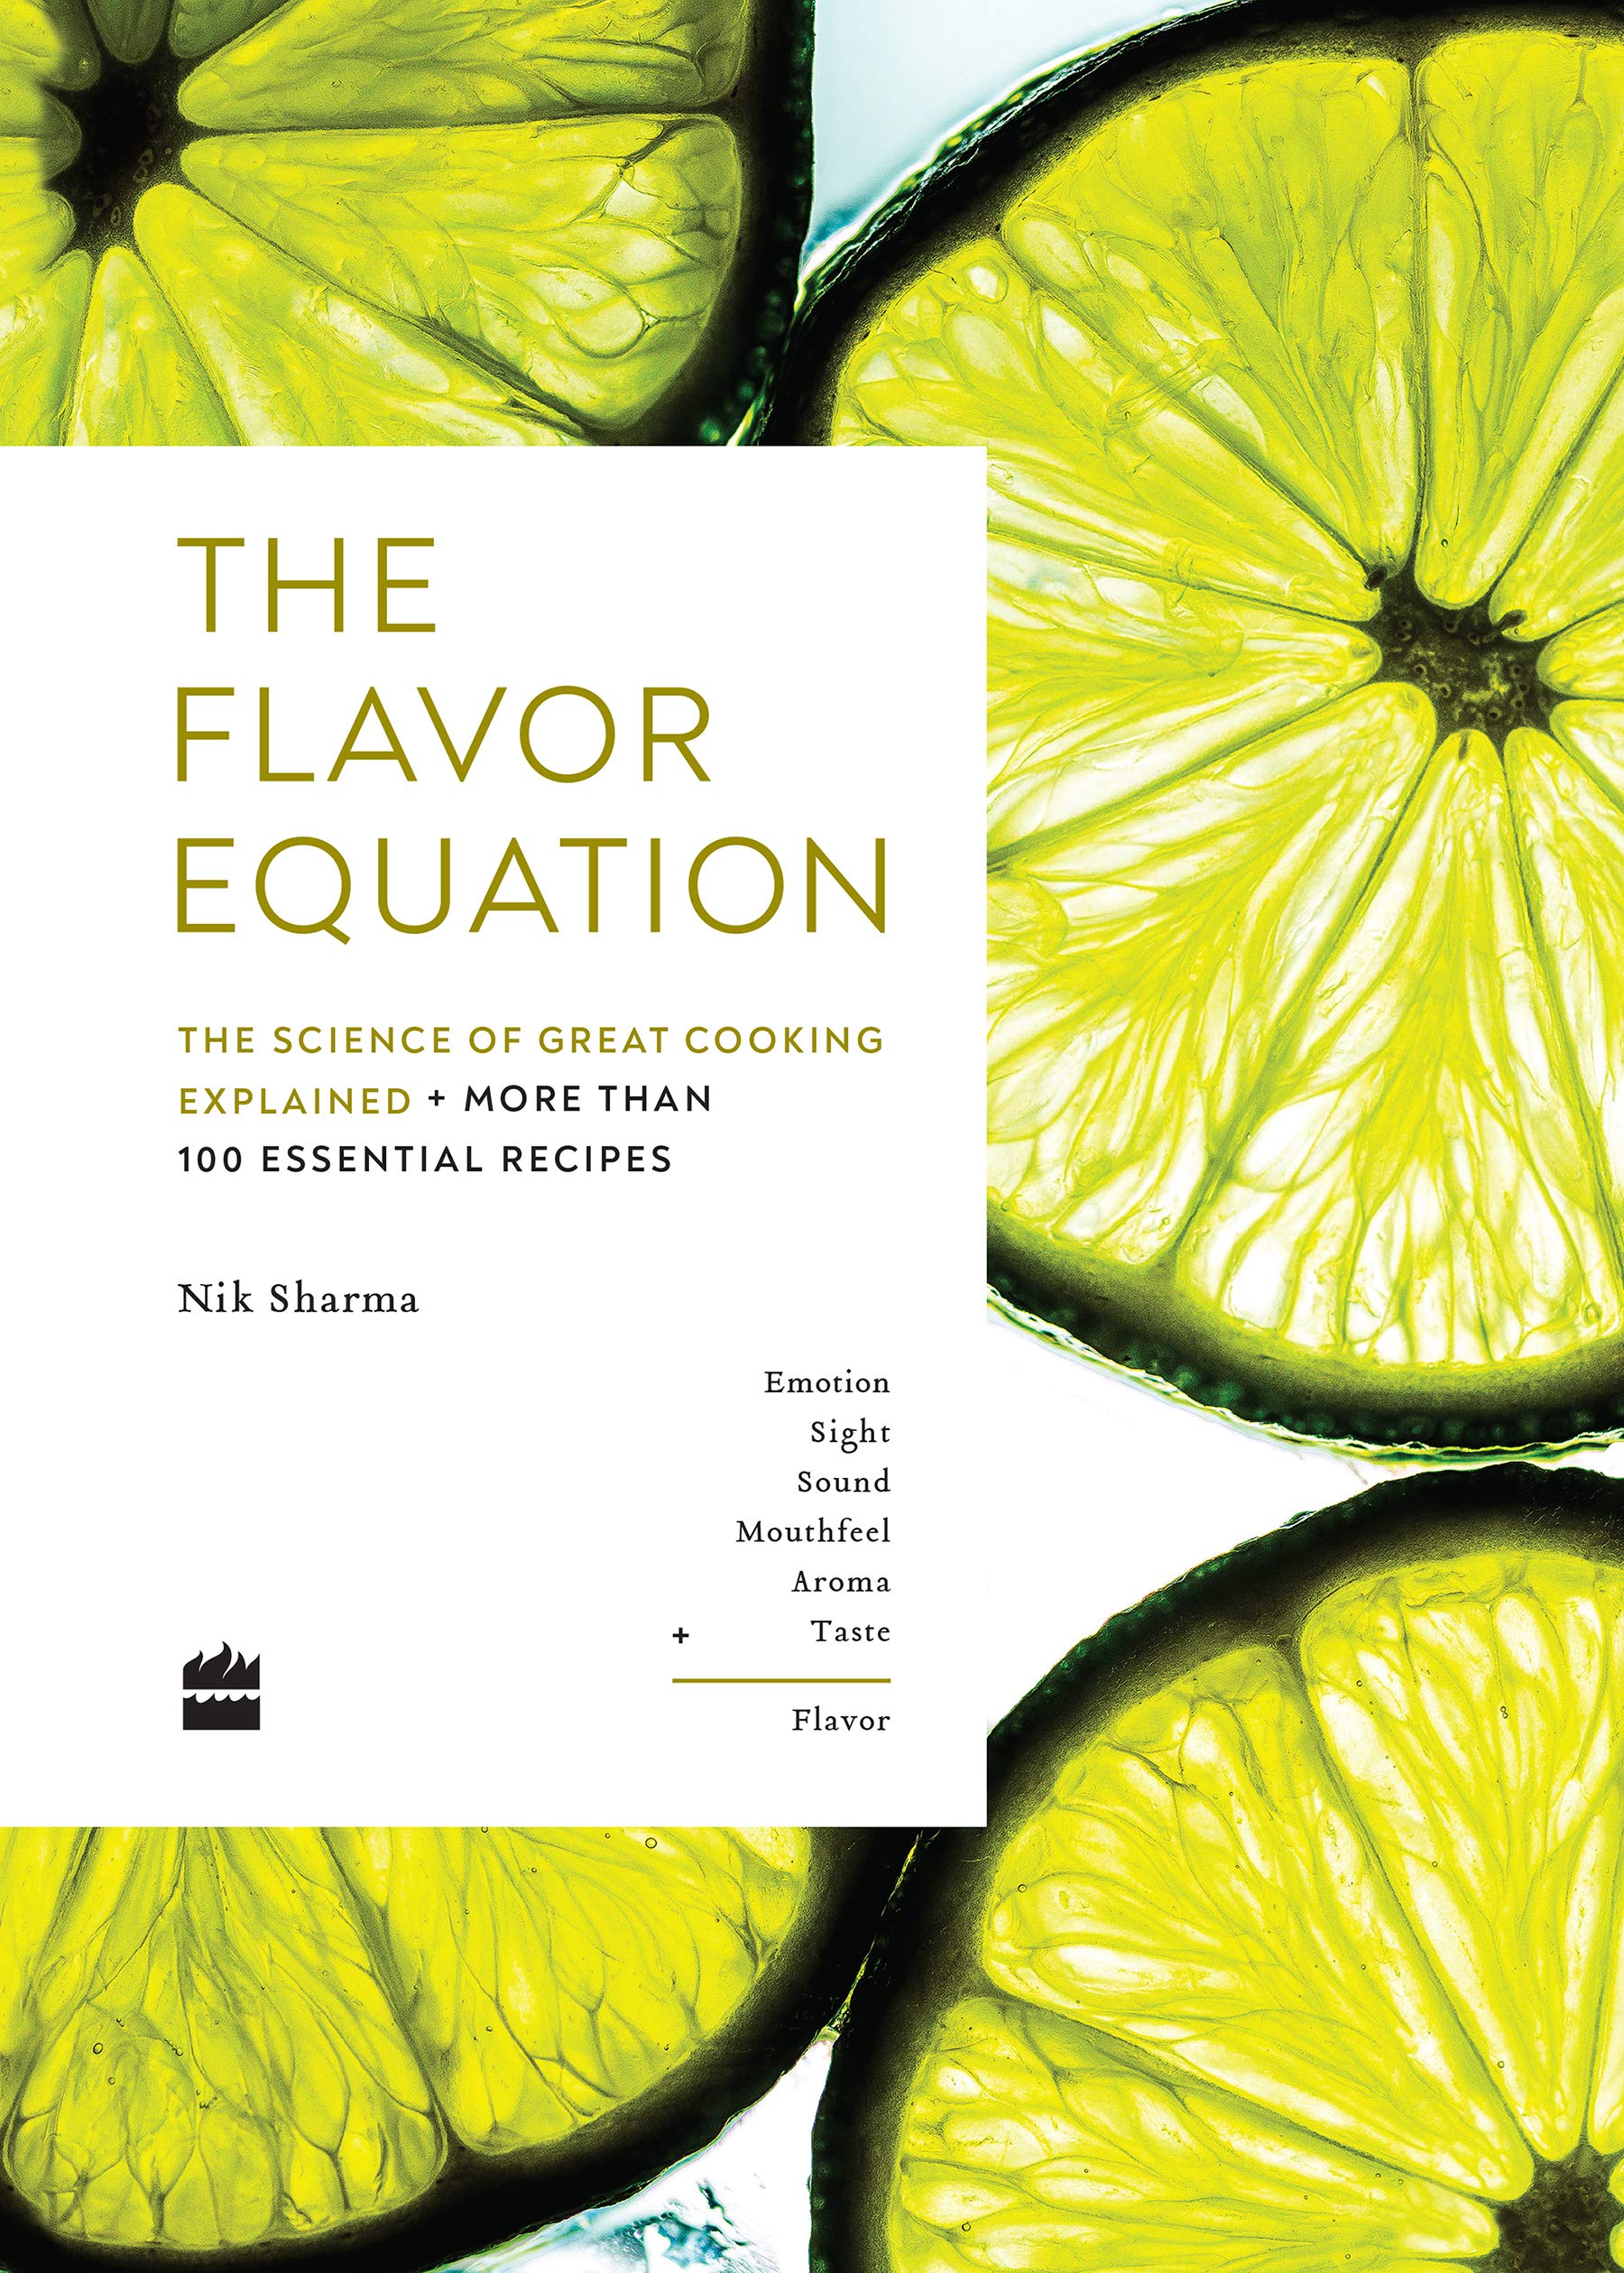 THE
FLAVOR
EQUATION
THE SCIENCE OF GREAT COOKING
EXPLAINED + MORE THAN
100 ESSENTIAL RECIPES
Nik Sharma
Emotion
Sight
Sound
Mouthfeel
Aroma
+ Taste
Flavor